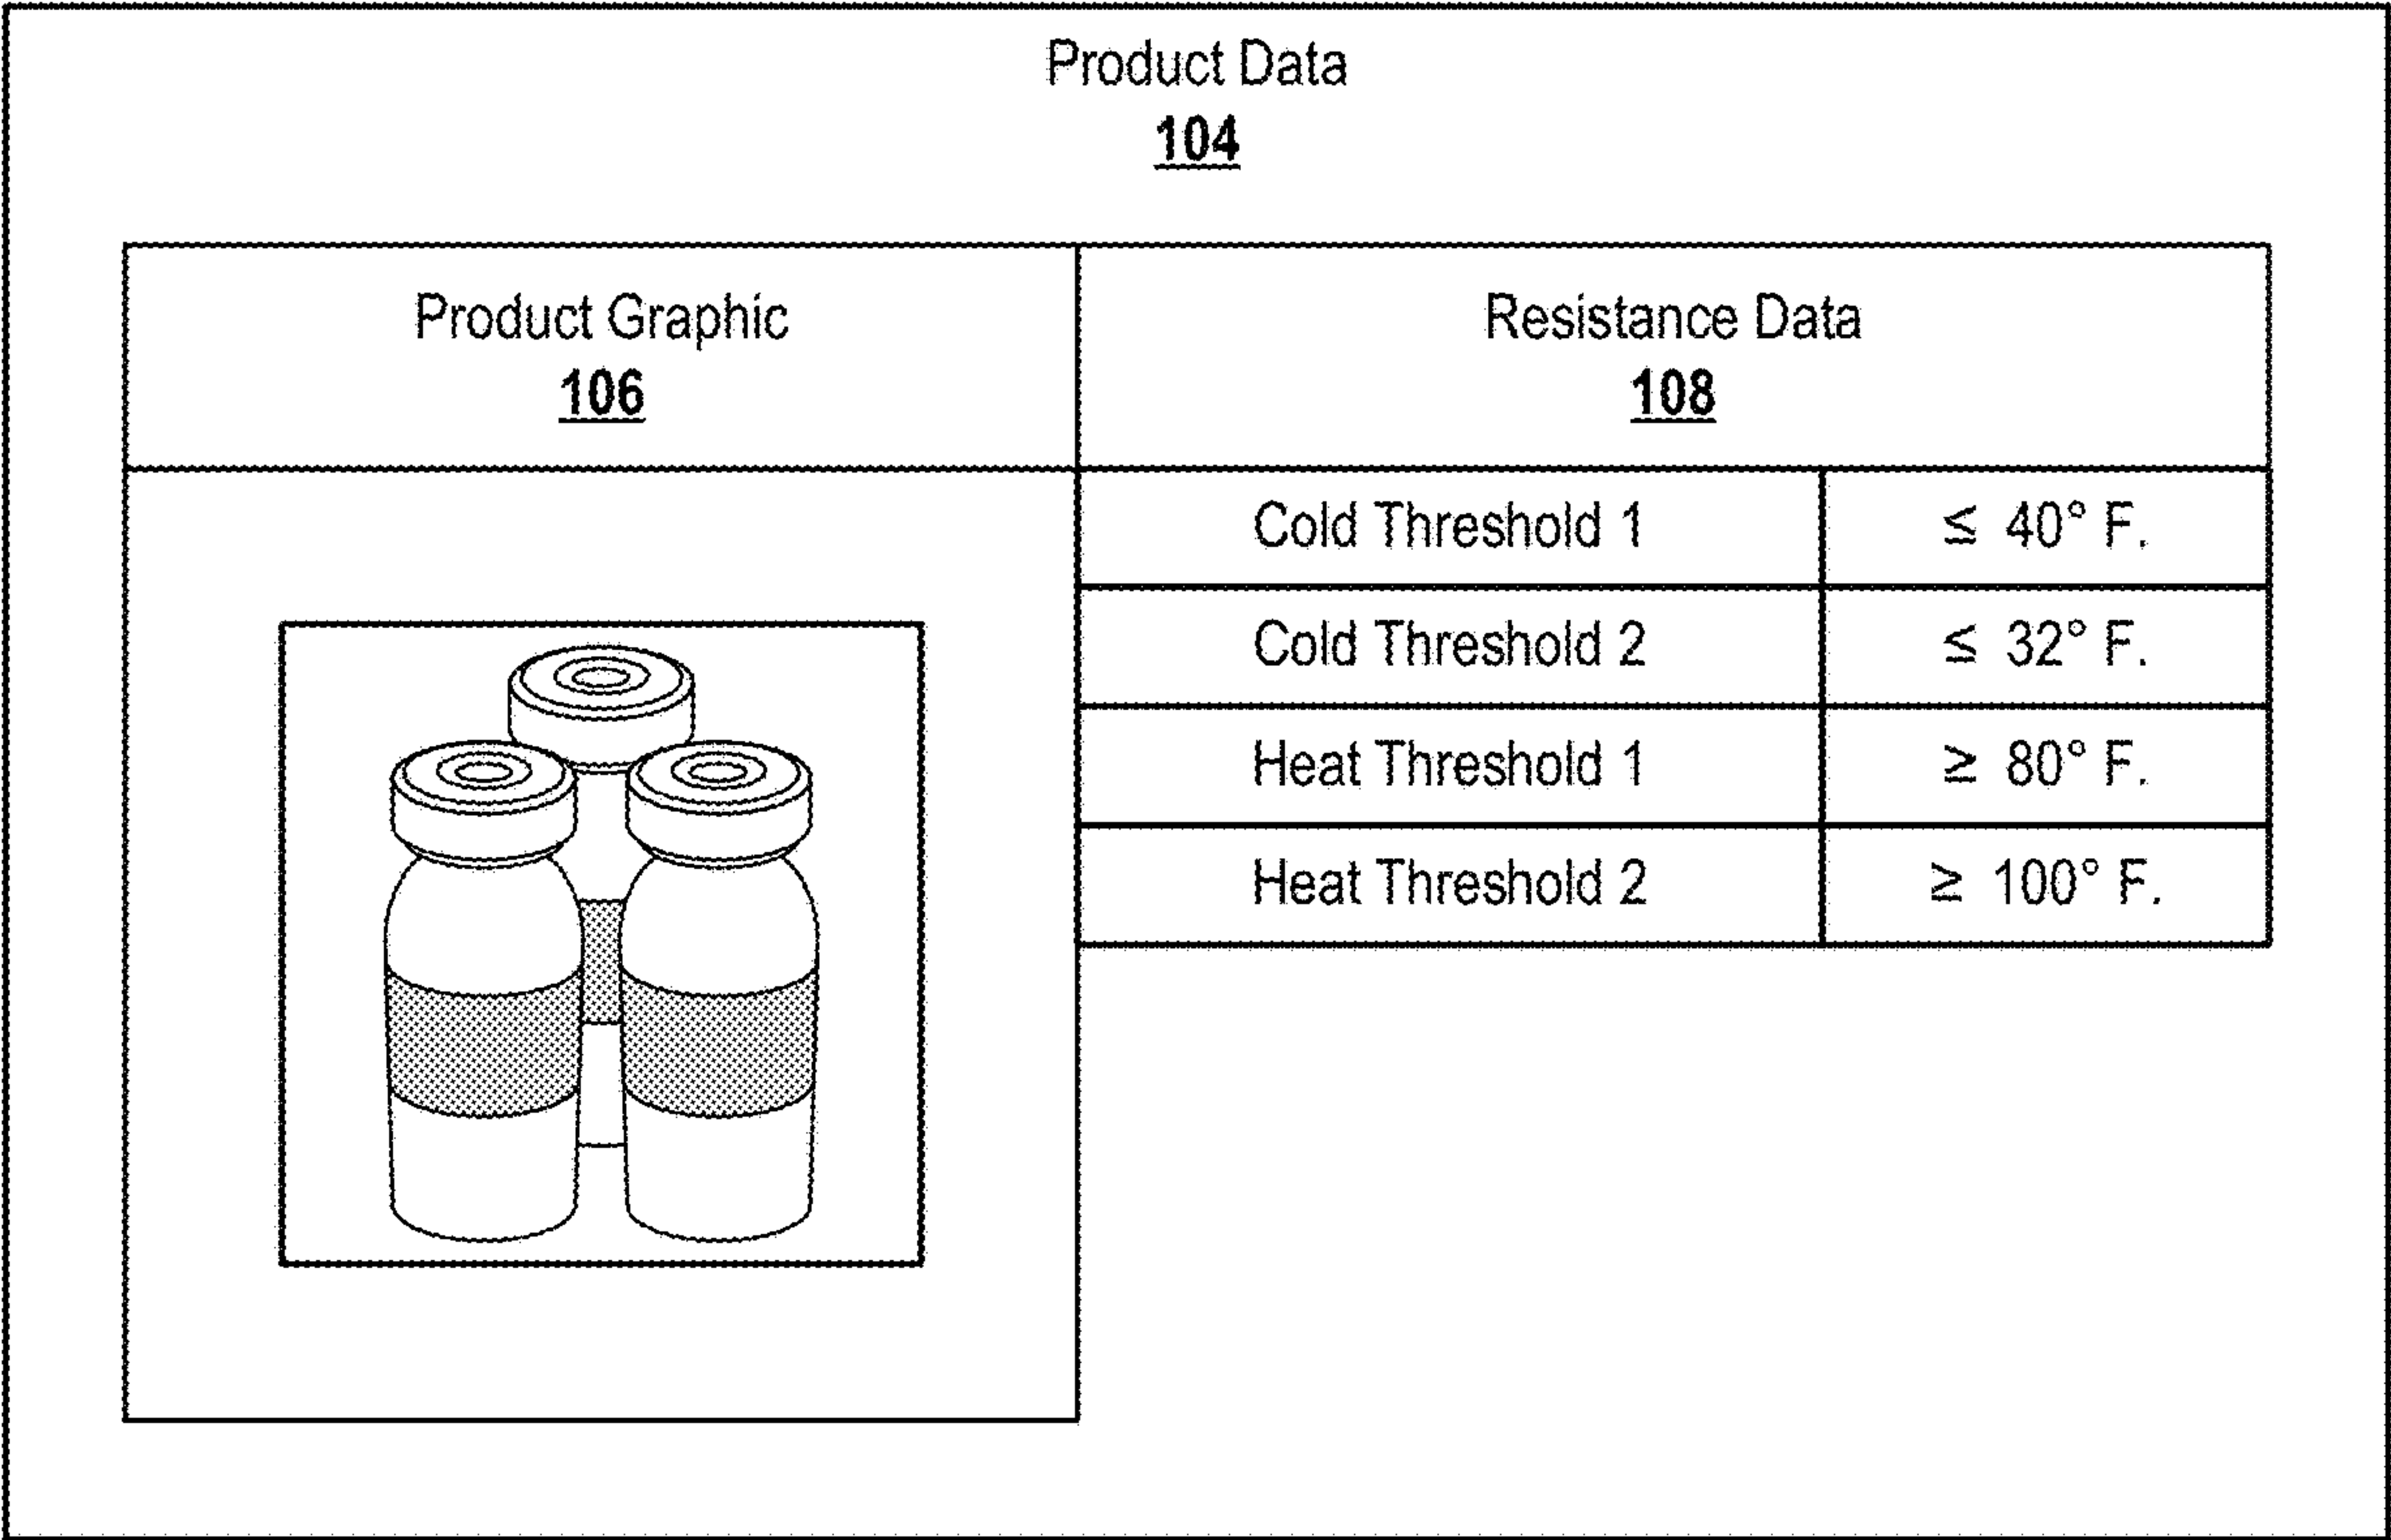 Product Data
104
Product Graphic
106
Resistance Data
108
Cold Threshold 1
≤ 40° F.
Cold Threshold 2
≤ 32° F.
Heat Threshold 1
≥ 80° F.
Heat Threshold 2
≥ 100° F.